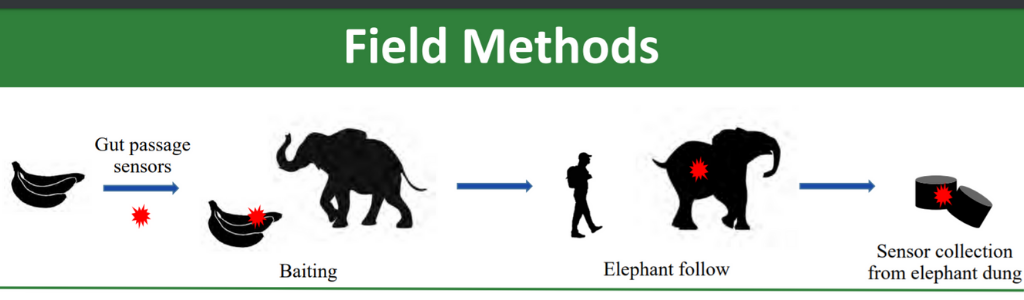 Field Methods
Gut passage
sensors
Baiting
Elephant follow
Sensor collection
from elephant dung